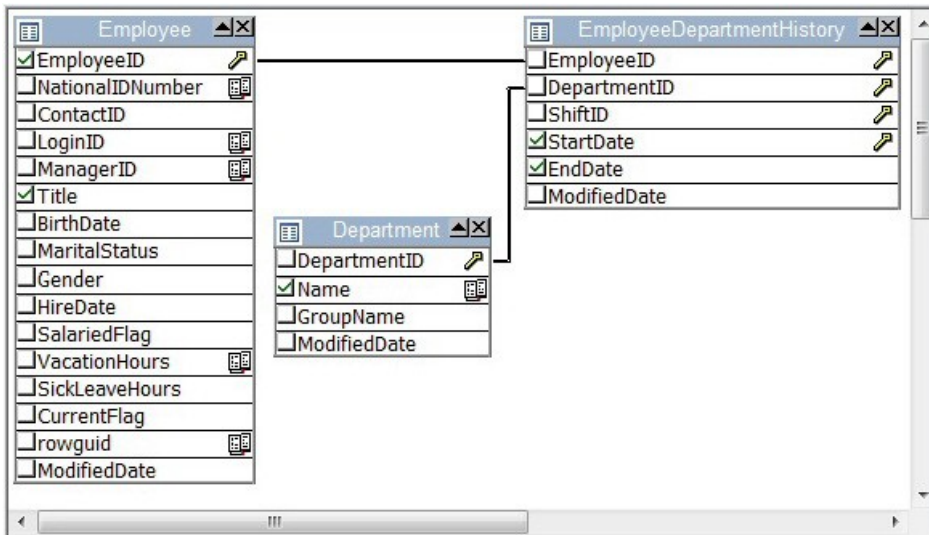 Employee
EmployeeID
NationalIDNumber
ContactID
LoginID
ManagerID
Title
BirthDate
MaritalStatus
Gender
HireDate
SalariedFlag
VacationHours
SickLeaveHours
CurrentFlag
rowguid
ModifiedDate
Department
DepartmentID
Name
GroupName
ModifiedDate
EmployeeDepartmentHistory
EmployeeID
DepartmentID
ShiftID
StartDate
EndDate
ModifiedDate